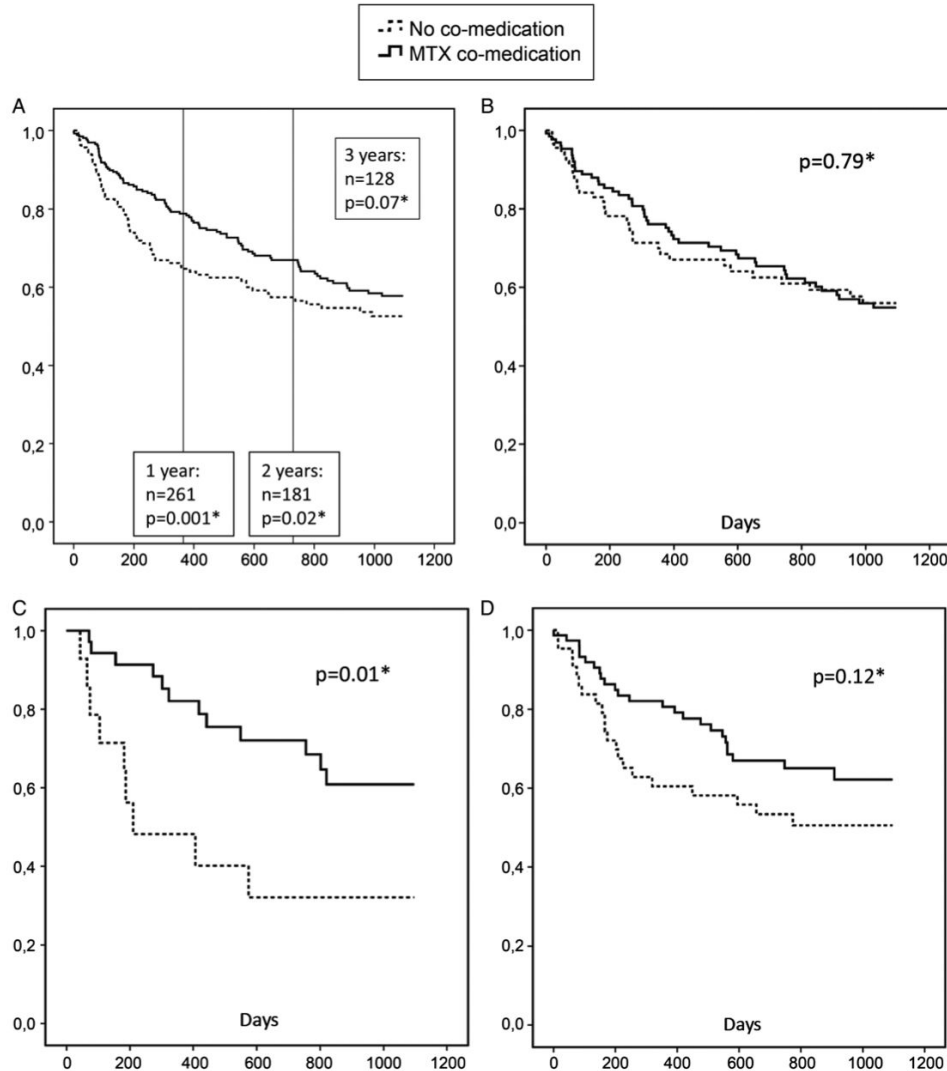 No co-medication
MTX co-medication
A
1,0
0,8
0,6
0,4
0,2
0,0
3 years:
n=128
p=0.07*
1 year:
n=261
p=0.001*
2 years:
n=181
p=0.02*
0 200 400 600 800 1000 1200
B
1,0
0,8
0,6
0,4
0,2
0,0
p=0.79*
Days
0 200 400 600 800 1000 1200
C
1,0
0,8
0,6
0,4
0,2
0,0
p=0.01*
Days
0 200 400 600 800 1000 1200
D
1,0
0,8
0,6
0,4
0,2
0,0
p=0.12*
Days
0 200 400 600 800 1000 1200